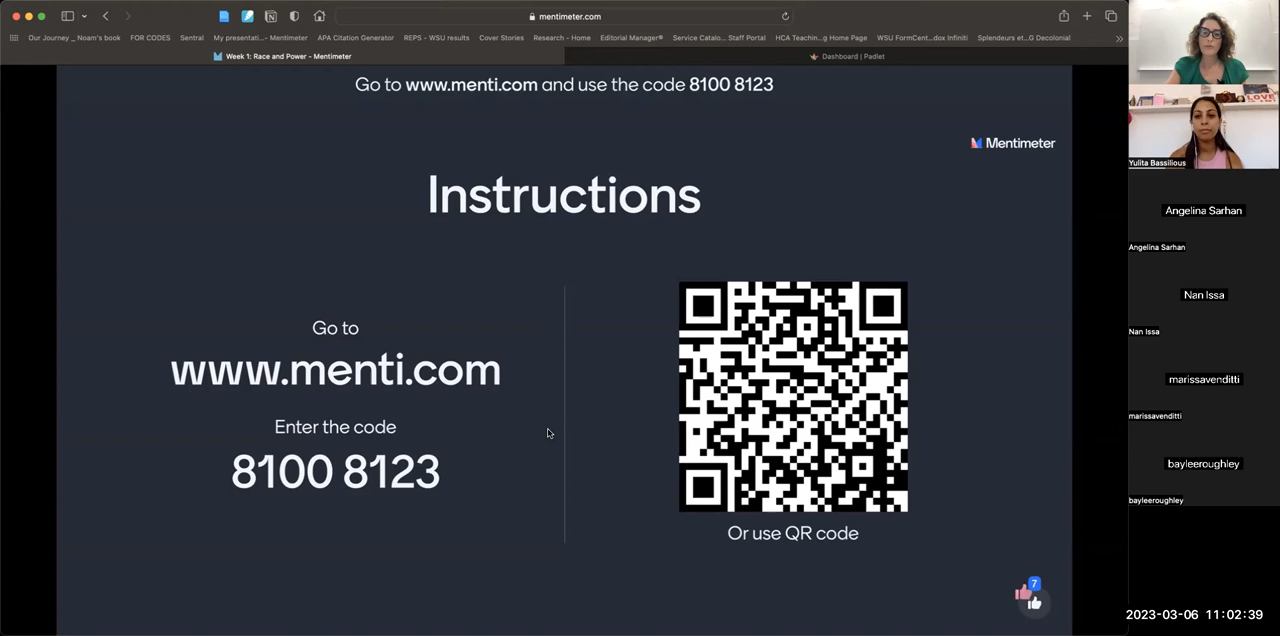 mentimeter.com
Our Journey _ Noam's book
FOR CODES
Sentral
My presentati...- Mentimeter
APA Citation Generator
REPS - WSU results
Cover Stories
Research - Home
Editorial Manager®
Service Catalo... Staff Portal
HCA Teachin...g Home Page
WSU FormCent...dox Infiniti
Splendeurs et...G Decolonial
Week 1: Race and Power - Mentimeter
Dashboard | Padlet
Go to www.menti.com and use the code 8100 8123
Mentimeter
Instructions
Go to
www.menti.com
Enter the code
8100 8123
Or use QR code
7
LOVE
Yulita Bassilious
Angelina Sarhan
Angelina Sarhan
Nan Issa
Nan Issa
marissavenditti
marissavenditti
bayleeroughley
bayleeroughley
2023-03-06 11:02:39